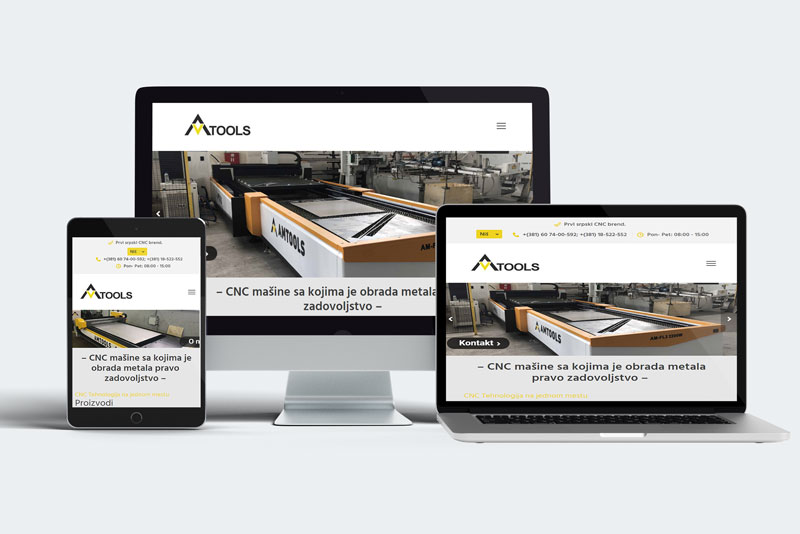 AMTOOLS
AMTOOLS
– CNC mašine sa kojima je obrada metala
zadovoljstvo –
Prvi srpski CNC brend.
Niš
+(381) 60 74-00-592; +(381) 18-522-552
Pon- Pet: 08:00 - 15:00
AMTOOLS
– CNC mašine sa kojima je
obrada metala pravo
zadovoljstvo –
CNC Tehnologija na jednom mestu
Proizvodi
Prvi srpski CNC brend.
Niš
+(381) 60 74-00-592; +(381) 18-522-552
Pon- Pet: 08:00 - 15:00
AMTOOLS
AMTOOLS
Kontakt >
– CNC mašine sa kojima je obrada metala
pravo zadovoljstvo –
CNC Tehnologija na jednom mestu